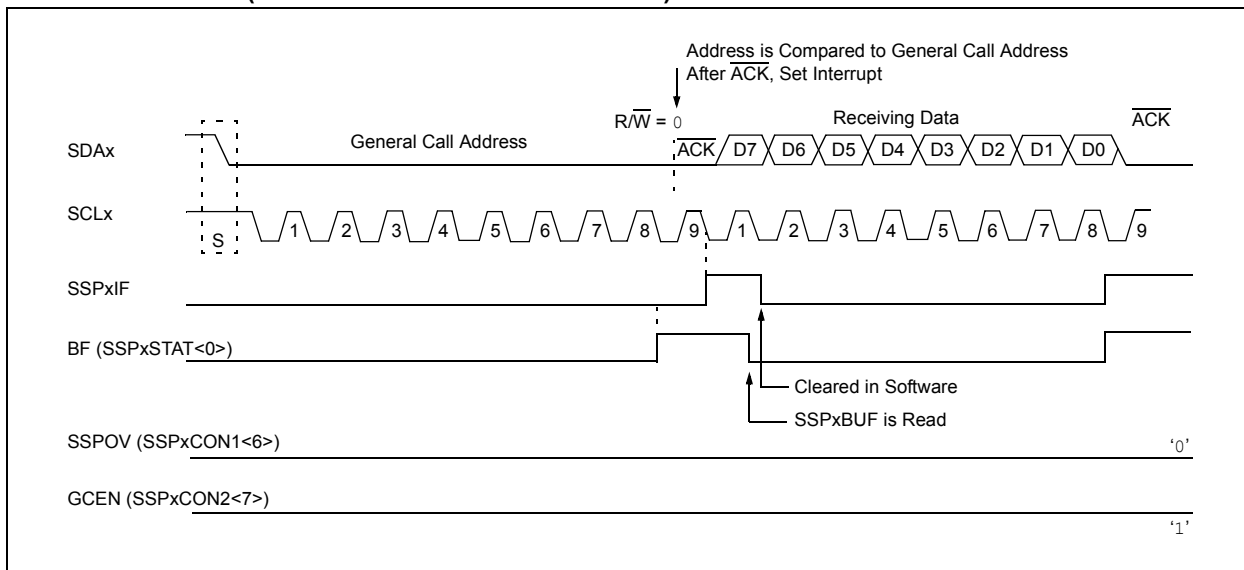 Address is Compared to General Call Address
After ACK, Set Interrupt
R/W = 0
Receiving Data
ACK
SDAx
General Call Address
ACK
D7 D6 D5 D4 D3 D2 D1 D0
SCLx
S
1 2 3 4 5 6 7 8 9 1 2 3 4 5 6 7 8 9
SSPxIF
BF (SSPxSTAT<0>)
Cleared in Software
SSPxBUF is Read
SSPOV (SSPxCON1<6>)
‘0’
GCEN (SSPxCON2<7>)
‘1’